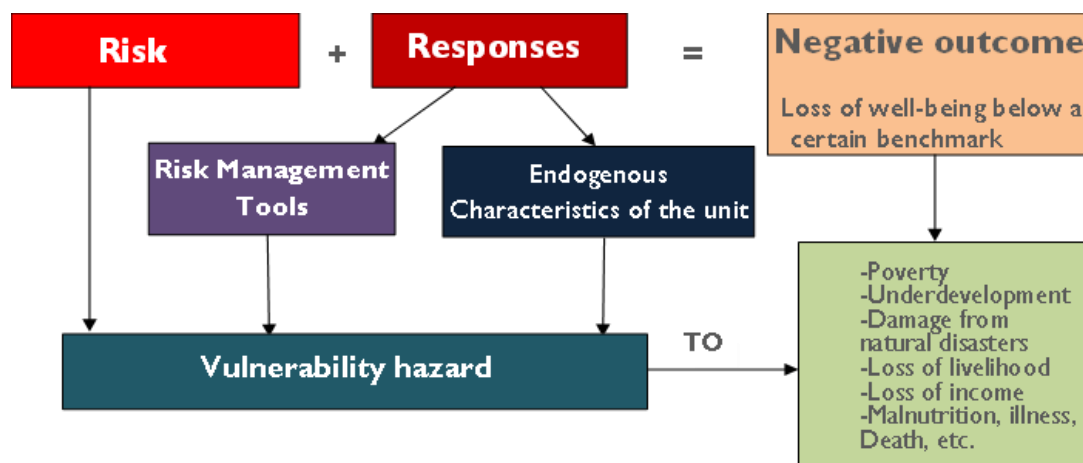 Risk
+
Responses
=
Negative outcome
Loss of well-being below a
certain benchmark
Risk Management
Tools
Endogenous
Characteristics of the unit
Vulnerability hazard
TO
-Poverty
-Underdevelopment
-Damage from
natural disasters
-Loss of livelihood
-Loss of income
-Malnutrition, illness,
Death, etc.